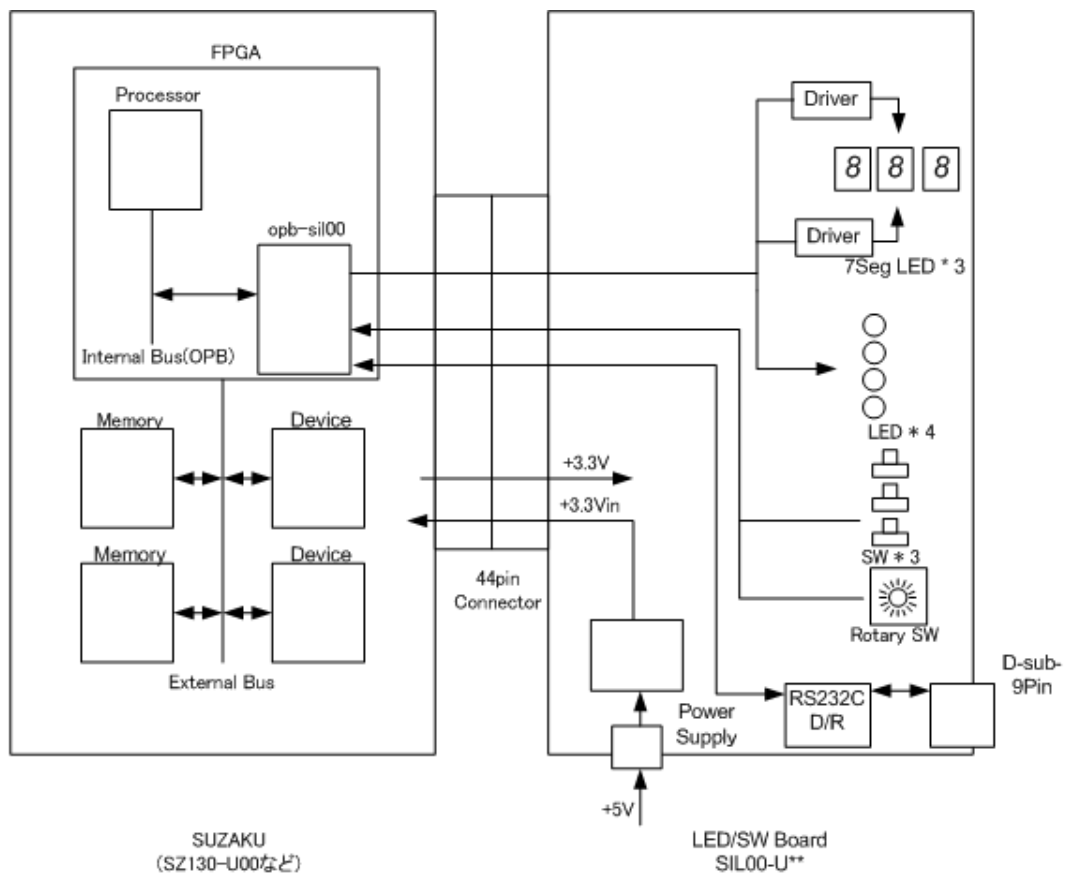 FPGA
Processor
opb-sil00
Internal Bus(OPB)
Memory
Device
Memory
Device
External Bus
SUZAKU
(SZ130-U00など)
+3.3V
+3.3Vin
44pin
Connector
Driver
8 8 8
Driver
7Seg LED * 3
LED * 4
SW * 3
Rotary SW
D-sub-
9Pin
RS232C
D/R
Power
Supply
+5V
LED/SW Board
SIL00-U**